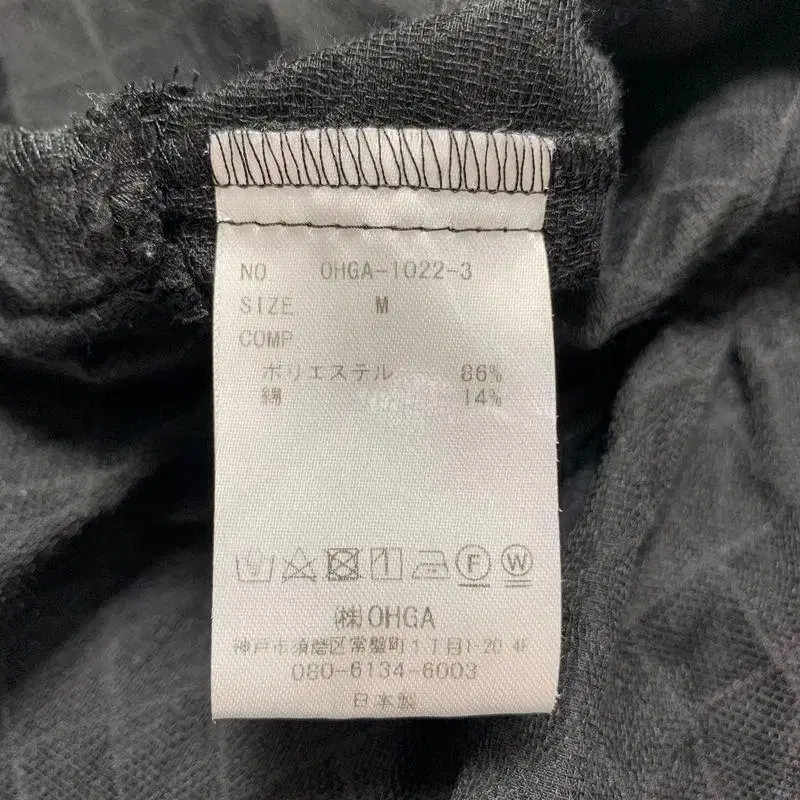 NO OHGA-1022-3
SIZE M
COMP
ポリエステル 86%
綿 14%
F W
㈱OHGA
神戸市須磨区常盤町1丁目1-20 4F
080-6134-6003
日本製